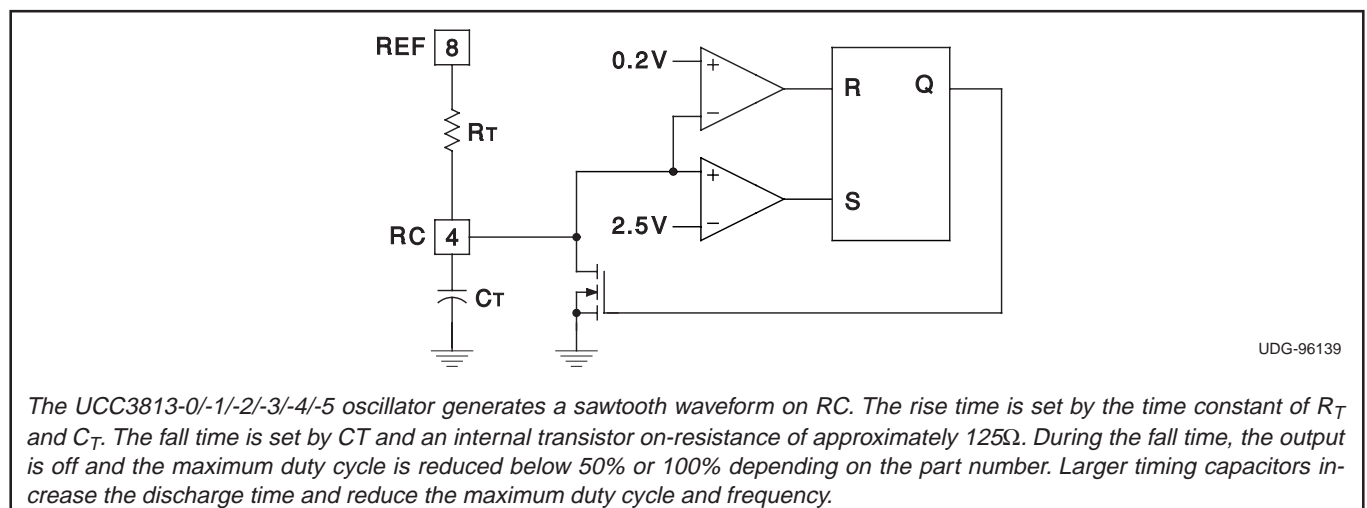 REF 8
0.2V
+
−
R
Q
RT
+
2.5V
−
S
RC 4
CT
UDG-96139
The UCC3813-0/-1/-2/-3/-4/-5 oscillator generates a sawtooth waveform on RC. The rise time is set by the time constant of RT
and CT. The fall time is set by CT and an internal transistor on-resistance of approximately 125Ω. During the fall time, the output
is off and the maximum duty cycle is reduced below 50% or 100% depending on the part number. Larger timing capacitors in-
crease the discharge time and reduce the maximum duty cycle and frequency.